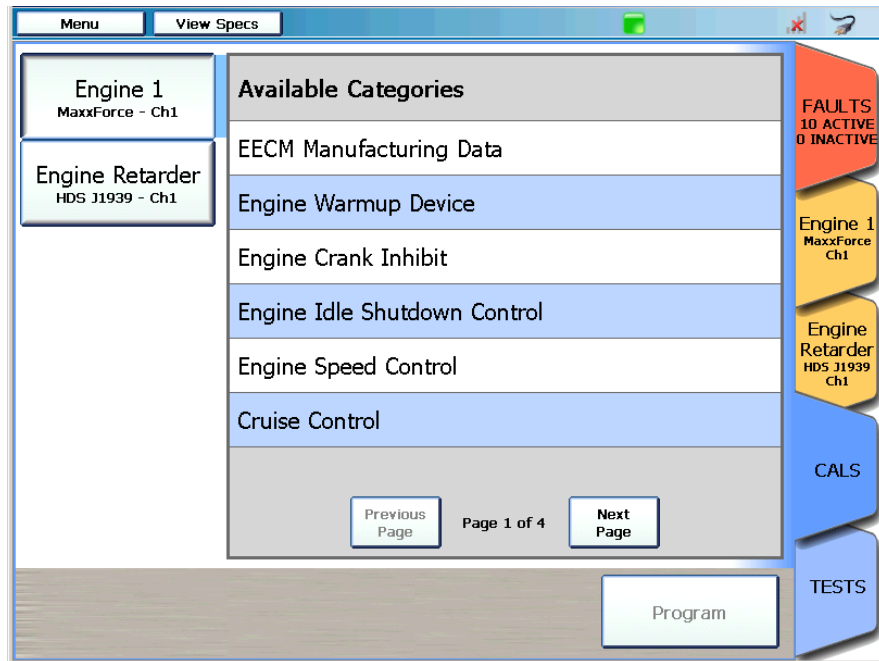 Menu
View Specs
Engine 1
MaxxForce - Ch1
Engine Retarder
HDS J1939 - Ch1
Available Categories
EECM Manufacturing Data
Engine Warmup Device
Engine Crank Inhibit
Engine Idle Shutdown Control
Engine Speed Control
Cruise Control
Previous
Page
Page 1 of 4
Next
Page
Program
FAULTS
10 ACTIVE
0 INACTIVE
Engine 1
MaxxForce
Ch1
Engine
Retarder
HDS J1939
Ch1
CALS
TESTS